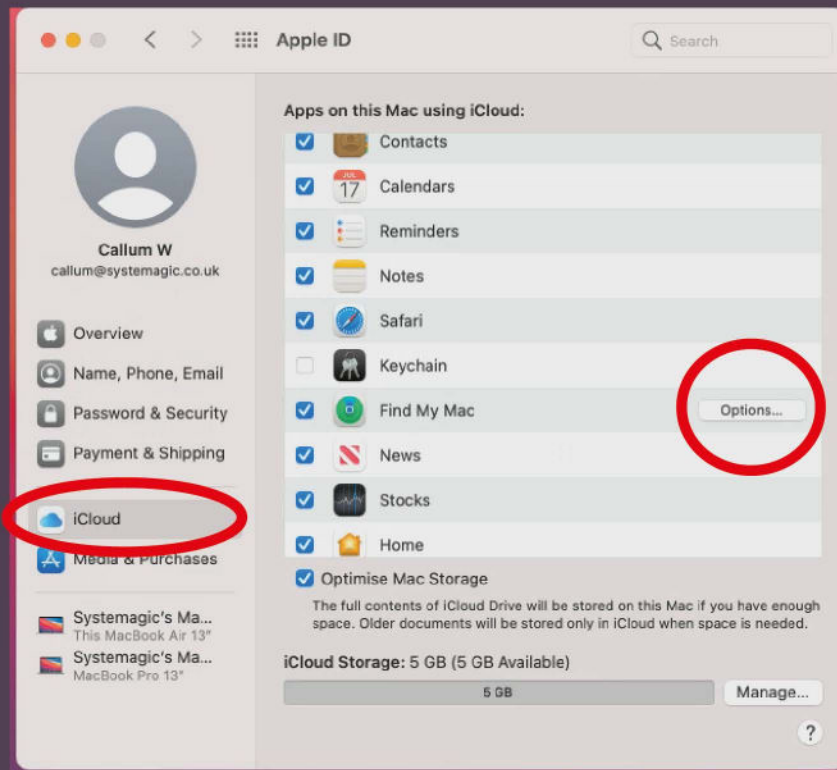 Apple ID
Search
Callum W
callum@systemagic.co.uk
Overview
Name, Phone, Email
Password & Security
Payment & Shipping
iCloud
Media & Purchases
Systemagic's Ma...
This MacBook Air 13"
Systemagic's Ma...
MacBook Pro 13"
Apps on this Mac using iCloud:
Contacts
JUL
17
Calendars
Reminders
Notes
Safari
Keychain
Find My Mac
Options...
News
Stocks
Home
Optimise Mac Storage
The full contents of iCloud Drive will be stored on this Mac if you have enough
space. Older documents will be stored only in iCloud when space is needed.
iCloud Storage: 5 GB (5 GB Available)
5 GB
Manage...
?